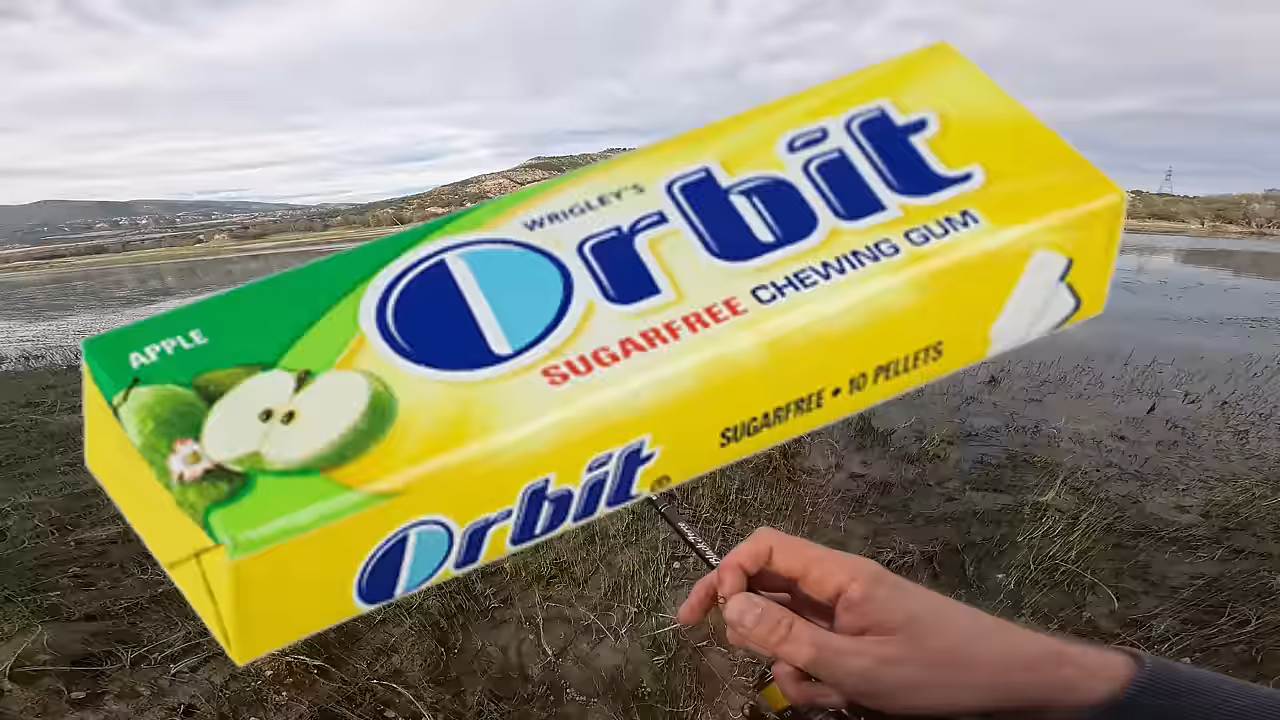 WRIGLEY'S
Orbit
SUGARFREE CHEWING GUM
APPLE
SUGARFREE • 10 PELLETS
Orbit